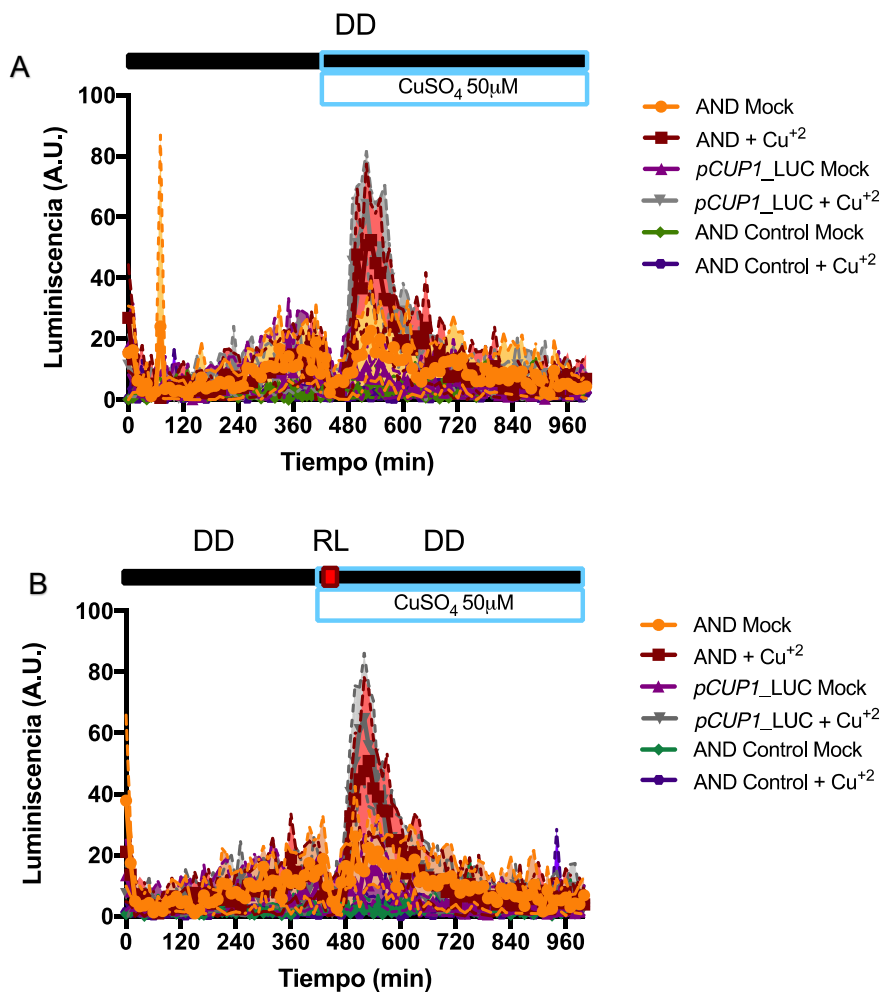 DD
A
CuSO4 50μM
100
80
60
40
20
0
Luminiscencia (A.U.)
0 120 240 360 480 600 720 840 960
Tiempo (min)
AND Mock
AND + Cu+2
pCUP1_LUC Mock
pCUP1_LUC + Cu+2
AND Control Mock
AND Control + Cu+2
DD RL DD
B
CuSO4 50μM
100
80
60
40
20
0
Luminiscencia (A.U.)
0 120 240 360 480 600 720 840 960
Tiempo (min)
AND Mock
AND + Cu+2
pCUP1_LUC Mock
pCUP1_LUC + Cu+2
AND Control Mock
AND Control + Cu+2